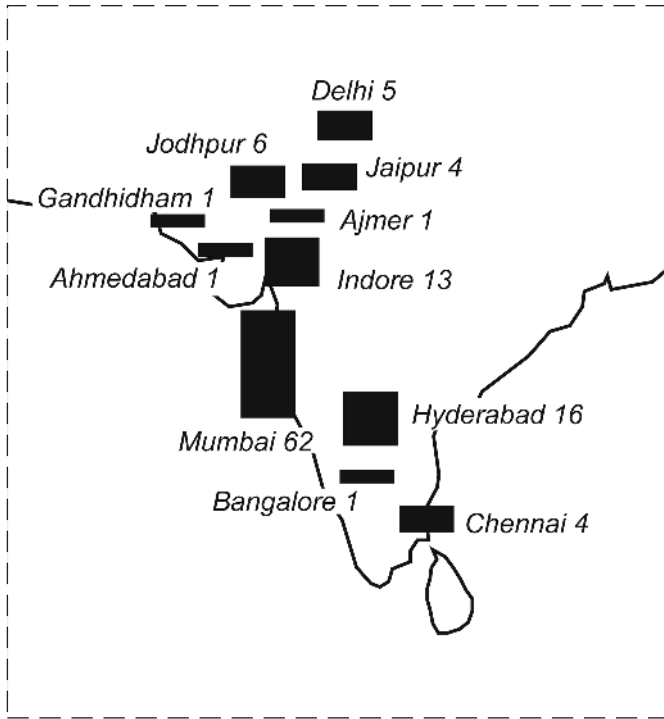 Delhi 5
Jodhpur 6
Jaipur 4
Gandhidham 1
Ajmer 1
Ahmedabad 1
Indore 13
Hyderabad 16
Mumbai 62
Bangalore 1
Chennai 4